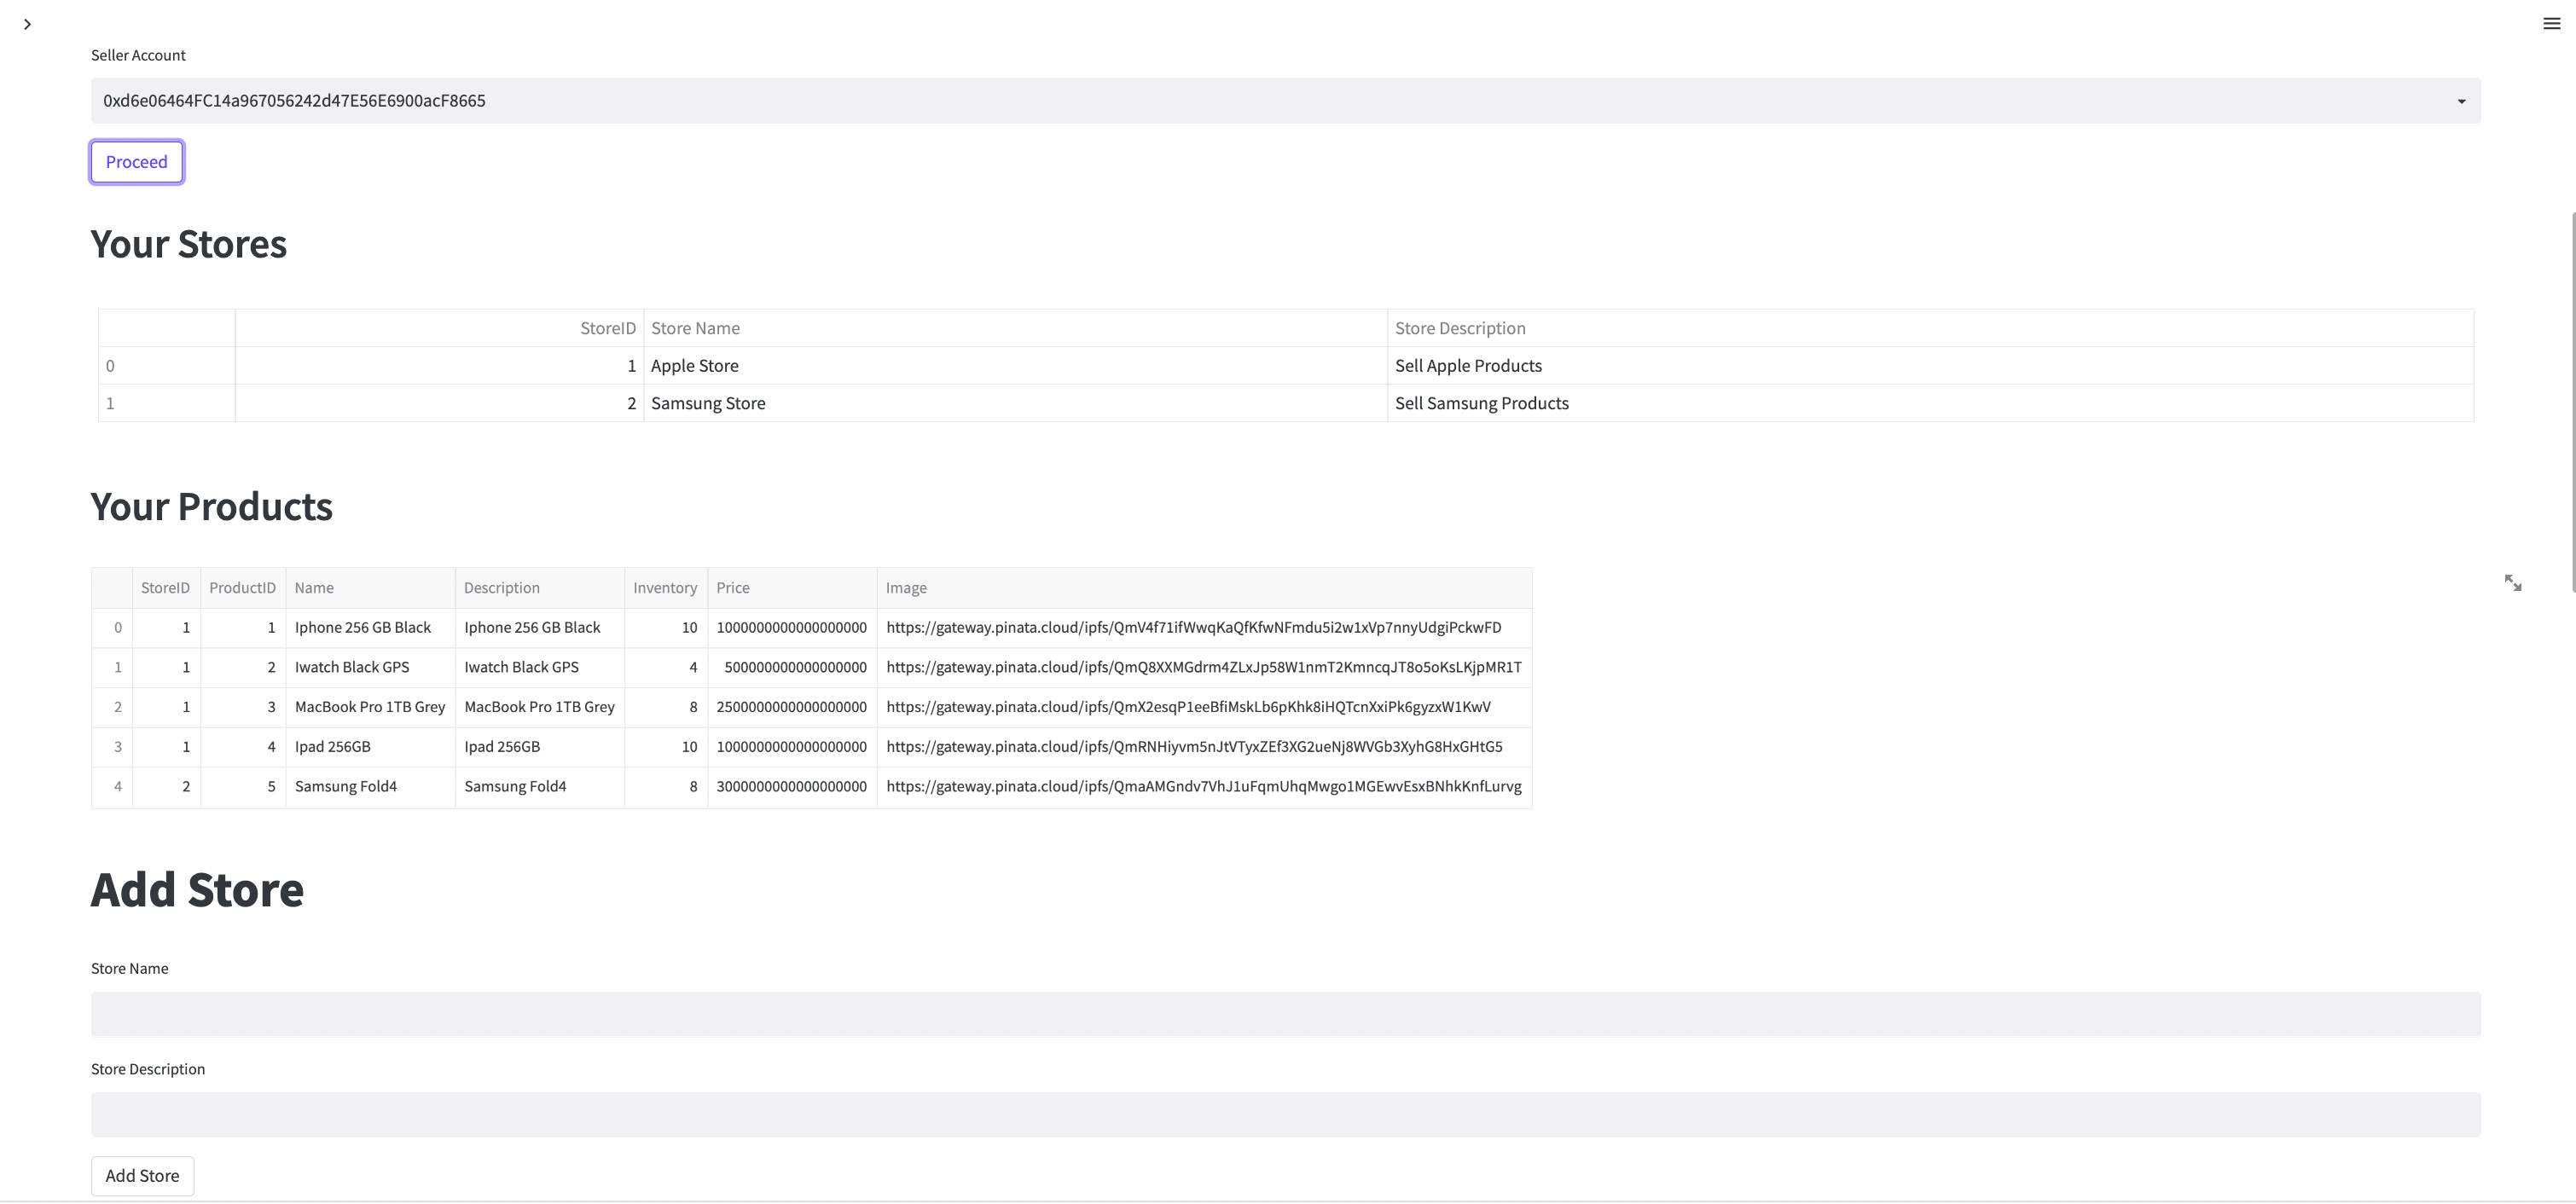 Seller Account
0xd6e06464FC14a967056242d47E56E6900acF8665
Proceed
Your Stores
StoreID Store Name Store Description
0 1 Apple Store Sell Apple Products
1 2 Samsung Store Sell Samsung Products
Your Products
StoreID ProductID Name Description Inventory Price Image
0 1 1 Iphone 256 GB Black Iphone 256 GB Black 10 1000000000000000000 https://gateway.pinata.cloud/ipfs/QmV4f71ifWwqKaQfKfwNFmdu5i2w1xVp7nnyUdgiPckwFD
1 1 2 Iwatch Black GPS Iwatch Black GPS 4 500000000000000000 https://gateway.pinata.cloud/ipfs/QmQ8XXMGdrm4ZLxJp58W1nmT2KmncqJT8o5oKsLKjpMR1T
2 1 3 MacBook Pro 1TB Grey MacBook Pro 1TB Grey 8 2500000000000000000 https://gateway.pinata.cloud/ipfs/QmX2esqP1eeBfiMskLb6pKhk8iHQTcnXxiPk6gyzxW1KwV
3 1 4 Ipad 256GB Ipad 256GB 10 1000000000000000000 https://gateway.pinata.cloud/ipfs/QmRNHiyvm5nJtVTyxZEf3XG2ueNj8WVGb3XyhG8HxGHtG5
4 2 5 Samsung Fold4 Samsung Fold4 8 3000000000000000000 https://gateway.pinata.cloud/ipfs/QmaAMGndv7VhJ1uFqmUhqMwgo1MGEwvEsxBNhkKnfLurvg
Add Store
Store Name
Store Description
Add Store